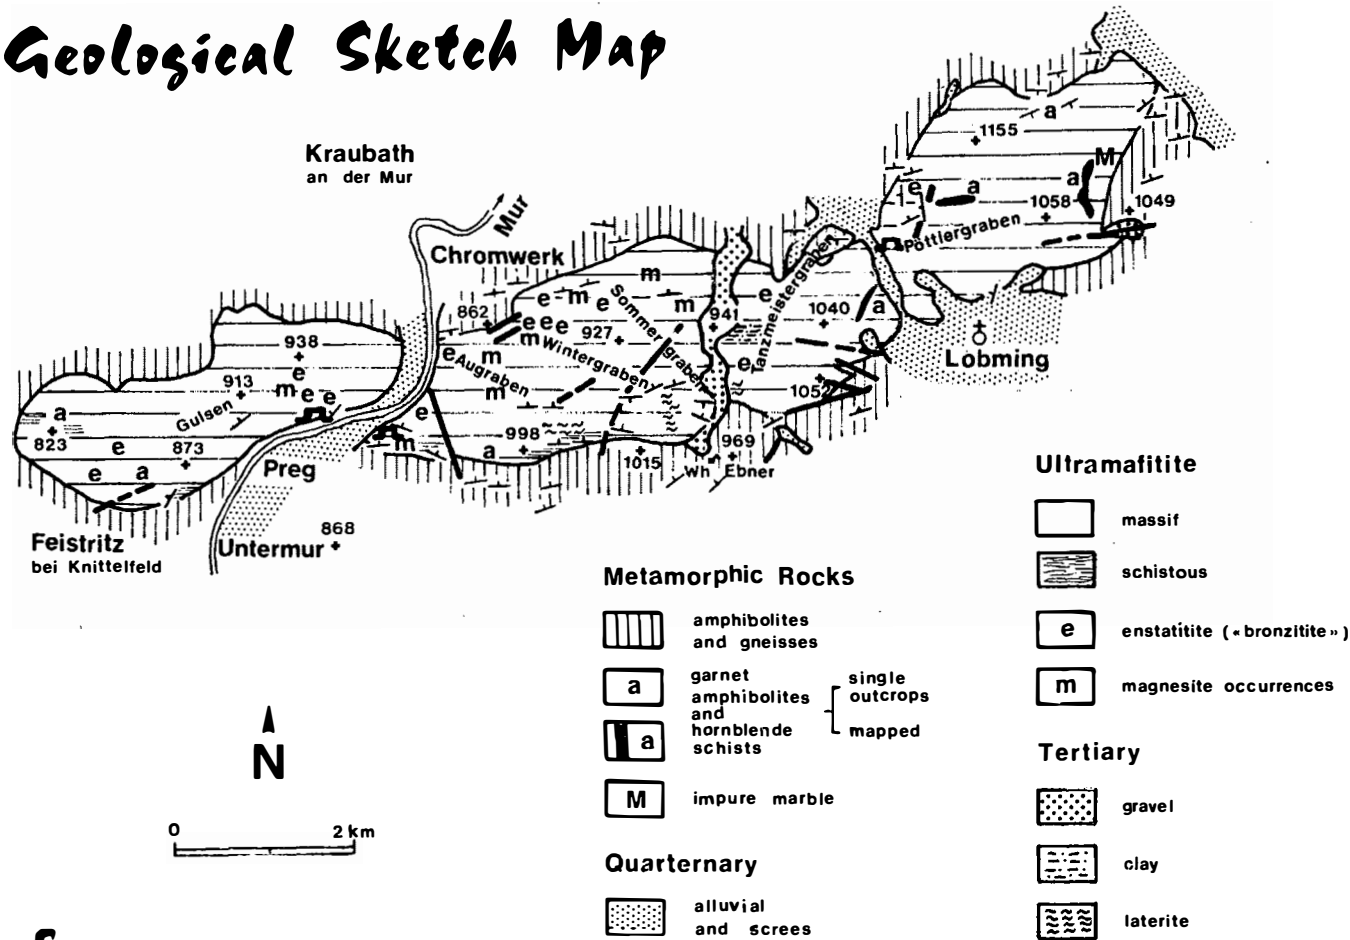 Geological Sketch Map
Kraubath
an der Mur
Mur
Chromwerk
862
938
913
Gulsen
m
e
e
e
a
823
e
873
e
a
Preg
Feistritz
bei Knittelfeld
Untermur
868
e
m
e
e e e
m
927
m
m
e
m
Augraben
m
Wintergraben
Sommergraben
e
m
a
998
1015
941
e
e
Tanzmeistergraben
1040
a
1052
969
Wh Ebner
Lobming
1155
a
M
e
a
a
1058
1049
Pöttlergraben
N
0
2 km
Metamorphic Rocks
amphibolites
and gneisses
a
garnet
amphibolites
and
hornblende
schists
single
outcrops
mapped
a
M
impure marble
Quarternary
alluvial
and screes
Ultramafitite
massif
schistous
e
enstatitite («bronzitite»)
m
magnesite occurrences
Tertiary
gravel
clay
laterite